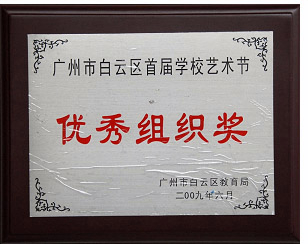 广州市白云区首届学校艺术节
优秀组织奖
广州市白云区教育局
二00九年六月